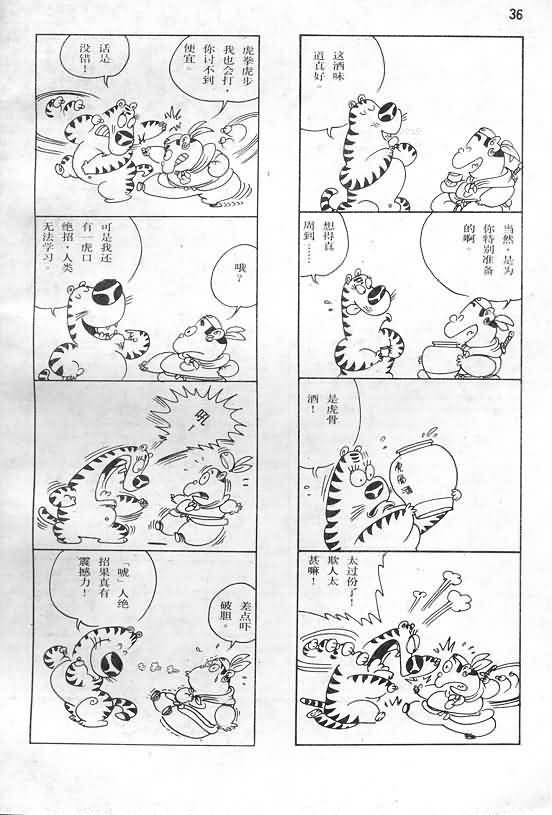 36
这酒味
道真好。
当然，是为
你特别准备
的啊。
想得真
周到……
是虎骨
酒！
虎骨酒
太过份了！
欺人太
甚嘛！
虎拳虎步
我也会打，
你讨不到
便宜。
话是
没错！
可是我还
有一虎口
绝招，人类
无法学习。
哦？
吼！
差点吓
破胆。
「唬」人绝
招果真有
震撼力！